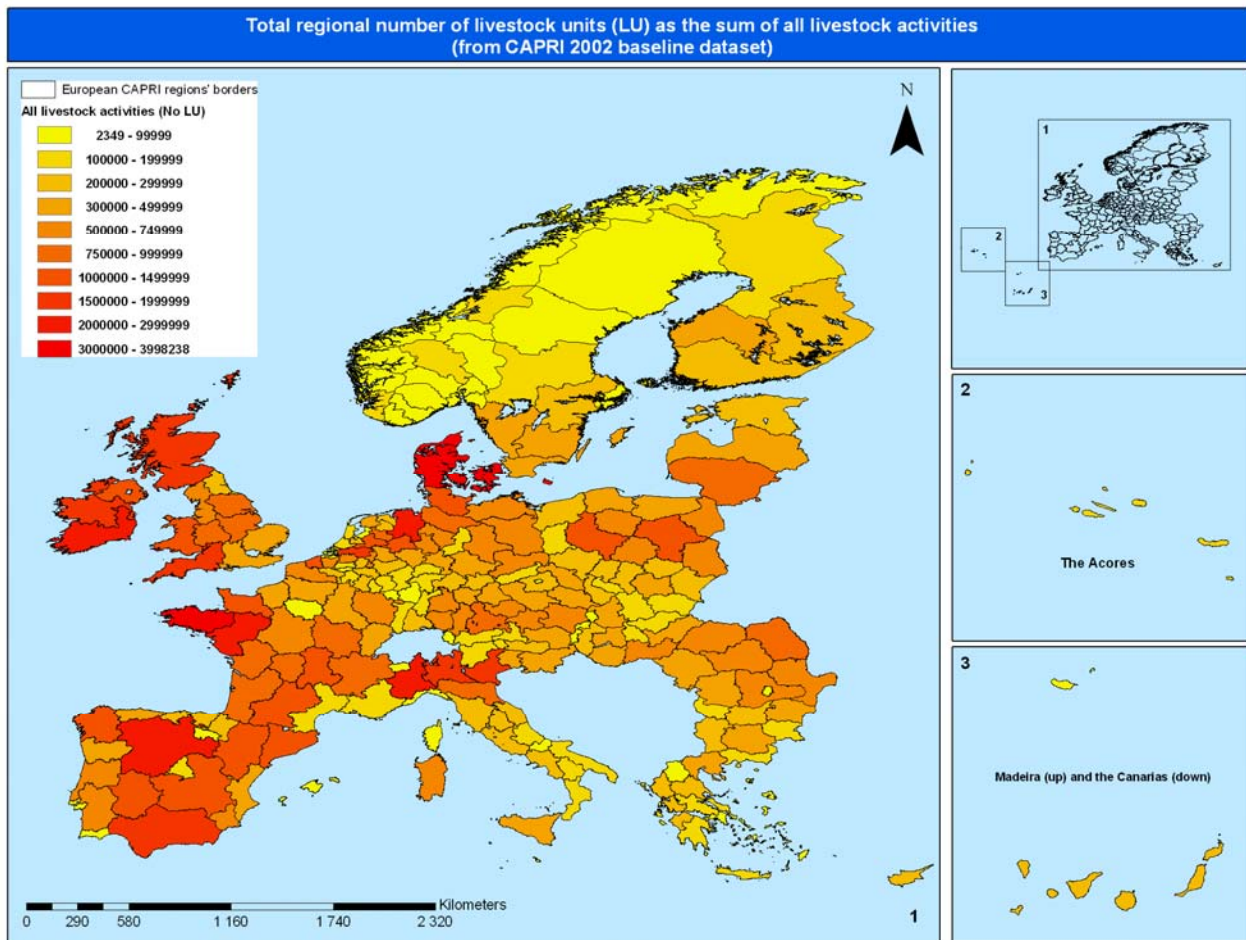 Total regional number of livestock units (LU) as the sum of all livestock activities
(from CAPRI 2002 baseline dataset)
European CAPRI regions' borders
All livestock activities (No LU)
2349 - 99999
100000 - 199999
200000 - 299999
300000 - 499999
500000 - 749999
750000 - 999999
1000000 - 1499999
1500000 - 1999999
2000000 - 2999999
3000000 - 3998238
N
Kilometers
0 290 580 1 160 1 740 2 320
1
1
2
3
2
The Acores
3
Madeira (up) and the Canarias (down)